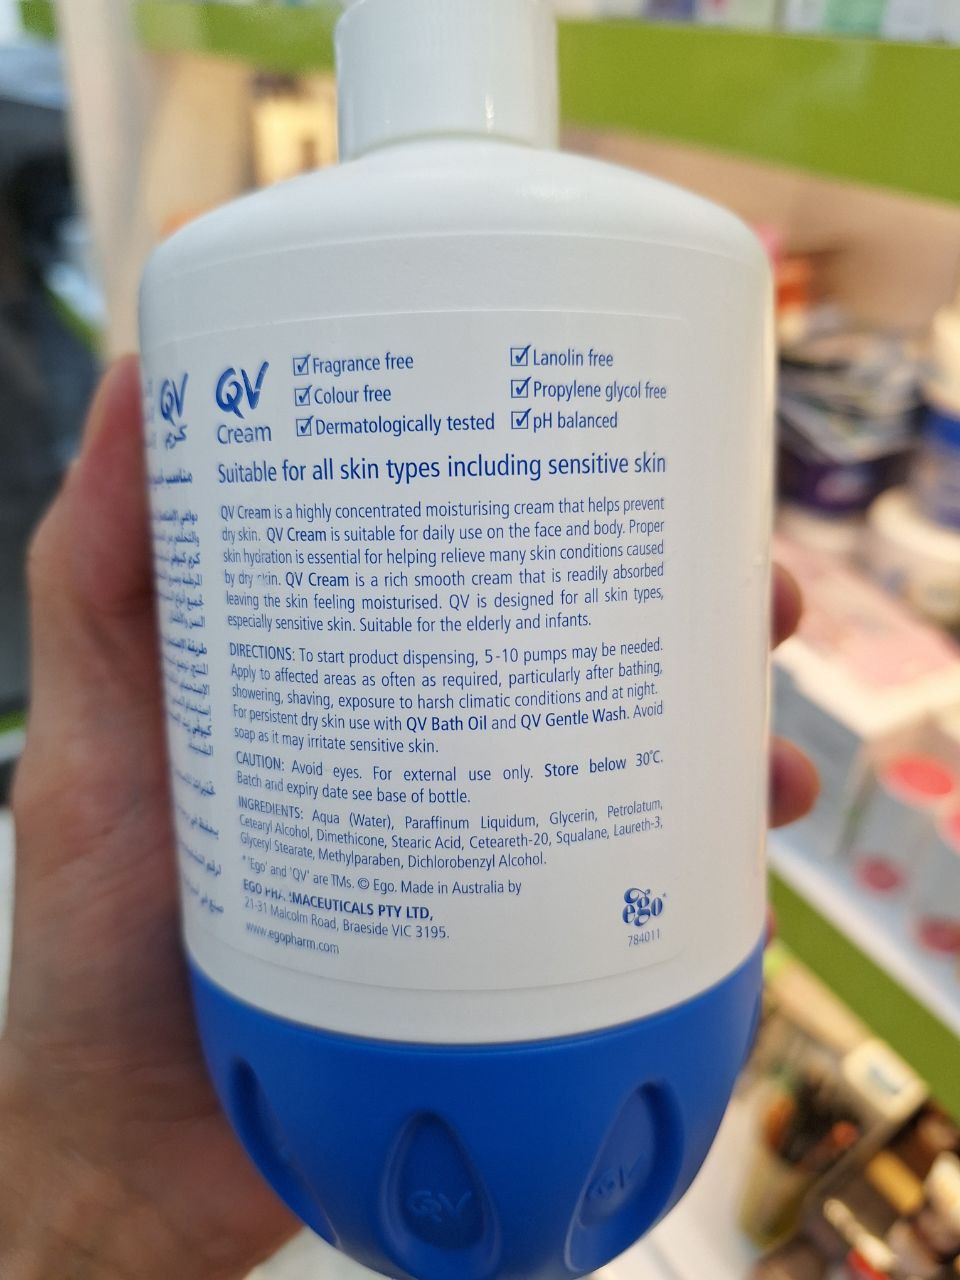 QV
Cream
☑ Fragrance free
☑ Colour free
☑ Dermatologically tested
☑ Lanolin free
☑ Propylene glycol free
☑ pH balanced
Suitable for all skin types including sensitive skin
QV Cream is a highly concentrated moisturising cream that helps prevent
dry skin. QV Cream is suitable for daily use on the face and body. Proper
skin hydration is essential for helping relieve many skin conditions caused
by dry skin. QV Cream is a rich smooth cream that is readily absorbed
leaving the skin feeling moisturised. QV is designed for all skin types,
especially sensitive skin. Suitable for the elderly and infants.
DIRECTIONS: To start product dispensing, 5-10 pumps may be needed.
Apply to affected areas as often as required, particularly after bathing,
showering, shaving, exposure to harsh climatic conditions and at night.
For persistent dry skin use with QV Bath Oil and QV Gentle Wash. Avoid
soap as it may irritate sensitive skin.
CAUTION: Avoid eyes. For external use only. Store below 30°C.
Batch and expiry date see base of bottle.
INGREDIENTS: Aqua (Water), Paraffinum Liquidum, Glycerin, Petrolatum,
Cetearyl Alcohol, Dimethicone, Stearic Acid, Ceteareth-20, Squalane, Laureth-3,
Glyceryl Stearate, Methylparaben, Dichlorobenzyl Alcohol.
* 'Ego' and 'QV' are TMs. © Ego. Made in Australia by
EGO PHARMACEUTICALS PTY LTD,
21-31 Malcolm Road, Braeside VIC 3195.
www.egopharm.com
ego
784011
QV
كريم
QV
QV